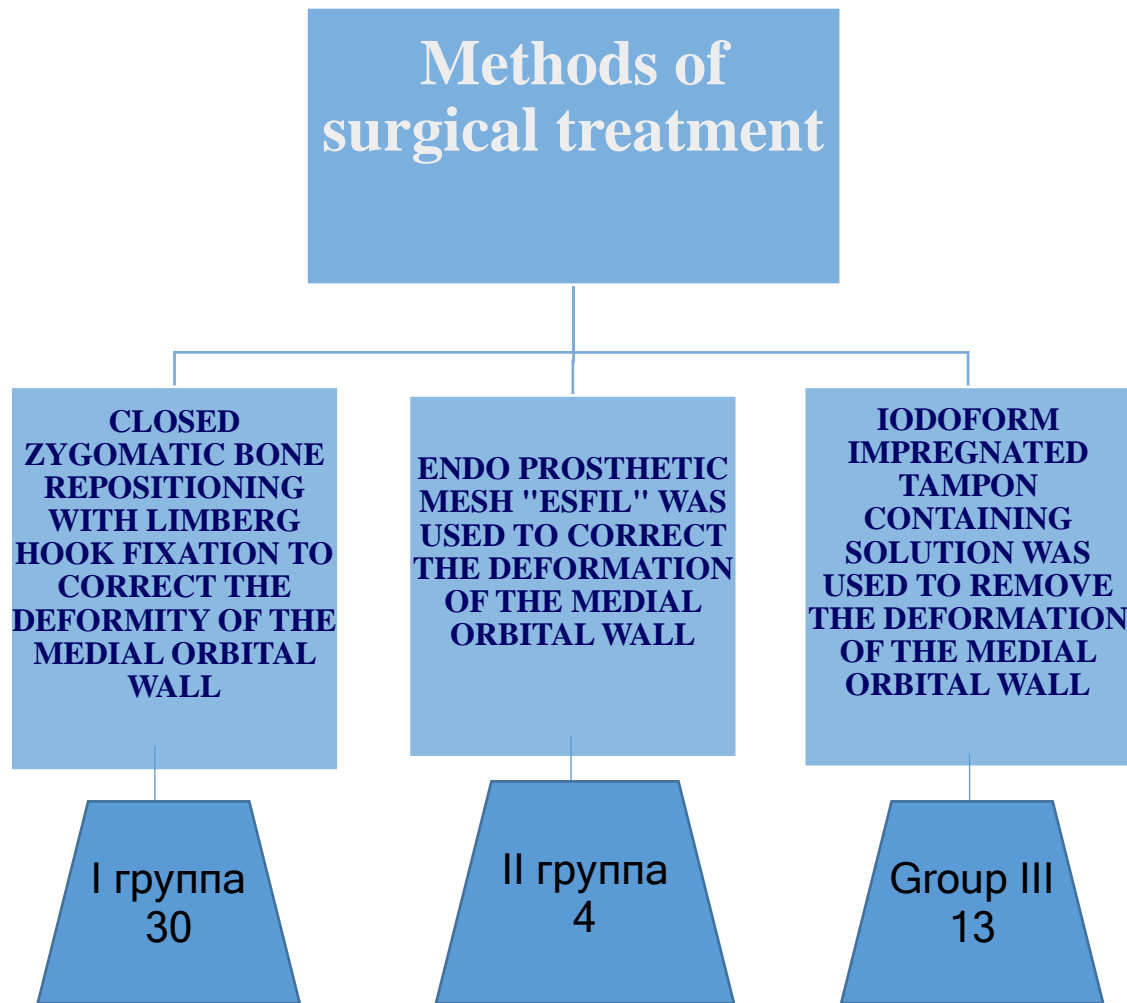 Methods of
surgical treatment
CLOSED
ZYGOMATIC BONE
REPOSITIONING
WITH LIMBERG
HOOK FIXATION TO
CORRECT THE
DEFORMITY OF THE
MEDIAL ORBITAL
WALL
ENDO PROSTHETIC
MESH "ESFIL" WAS
USED TO CORRECT
THE DEFORMATION
OF THE MEDIAL
ORBITAL WALL
IODOFORM
IMPREGNATED
TAMPON
CONTAINING
SOLUTION WAS
USED TO REMOVE
THE DEFORMATION
OF THE MEDIAL
ORBITAL WALL
I группа
30
II группа
4
Group III
13